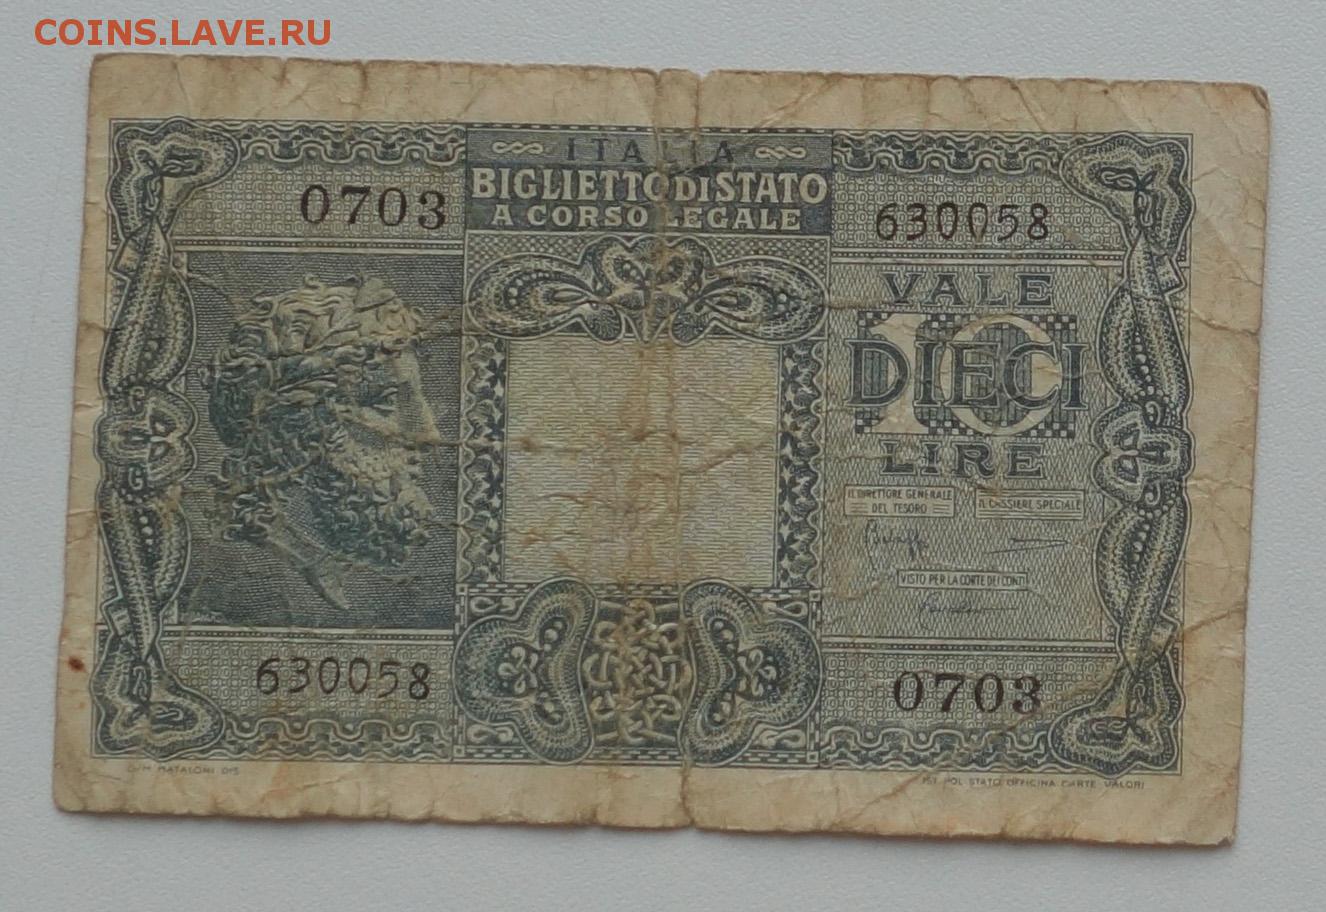 COINS.LAVE.RU
ITALIA
BIGLIETTO DI STATO
A CORSO LEGALE
0703
630058
VALE
10
DIECI
LIRE
IL DIRETTORE GENERALE
DEL TESORO
IL CASSIERE SPECIALE
VISTO PER LA CORTE DEI CONTI
630058
0703
MATALONI DIS
IST POL STATO OFFICINA CARTE VALORI